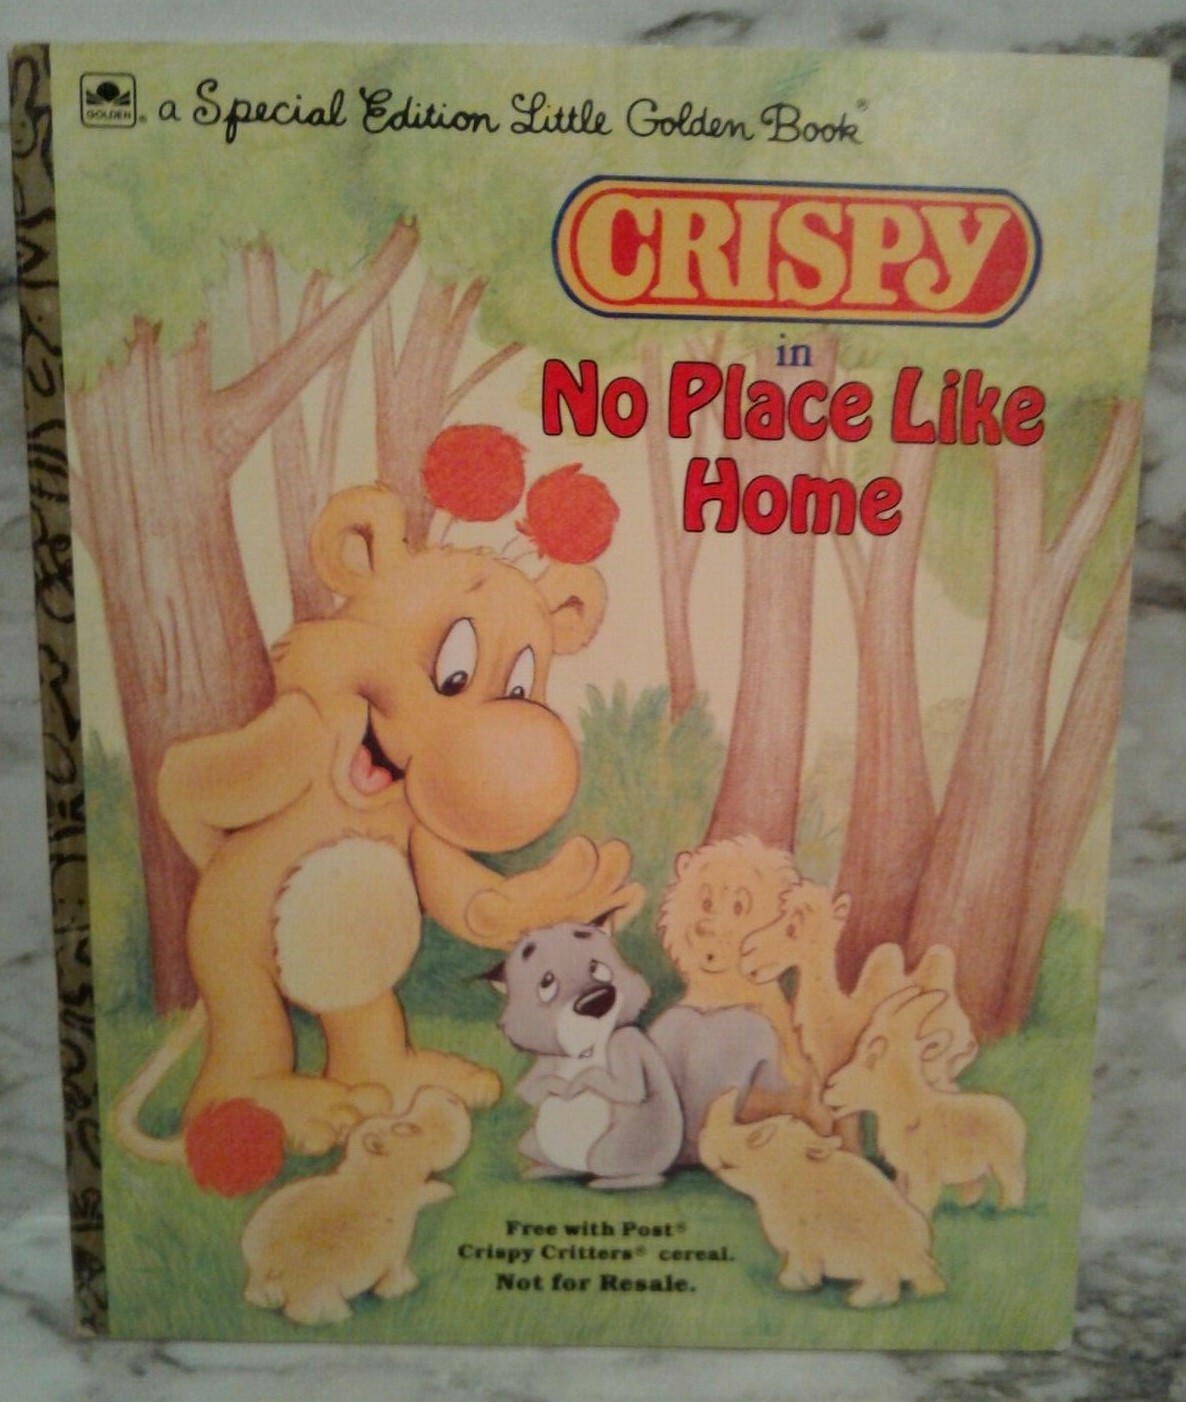 GOLDEN® a Special Edition Little Golden Book®
CRISPY
in
No Place Like
Home
Free with Post®
Crispy Critters® cereal.
Not for Resale.